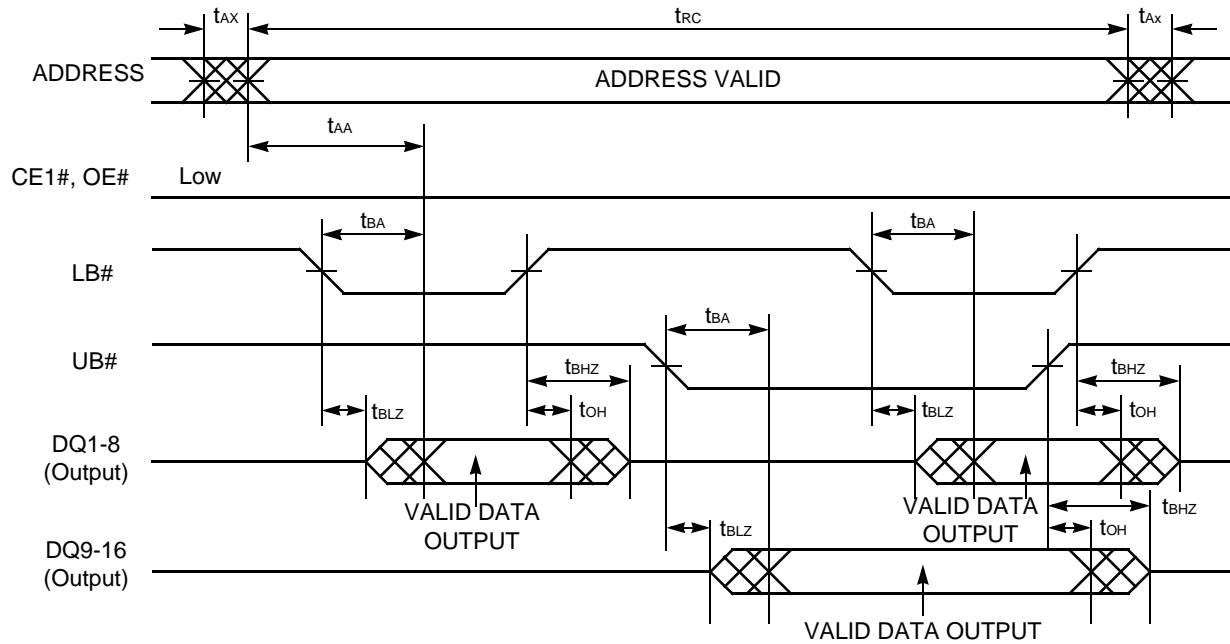 tAX
tRC
tAx
ADDRESS
ADDRESS VALID
tAA
CE1#, OE#
Low
tBA
tBA
LB#
tBA
UB#
tBHZ
tBHZ
tBLZ
tOH
tBLZ
tOH
DQ1-8
(Output)
VALID DATA
OUTPUT
VALID DATA
OUTPUT
tBHZ
tBLZ
tOH
DQ9-16
(Output)
VALID DATA OUTPUT